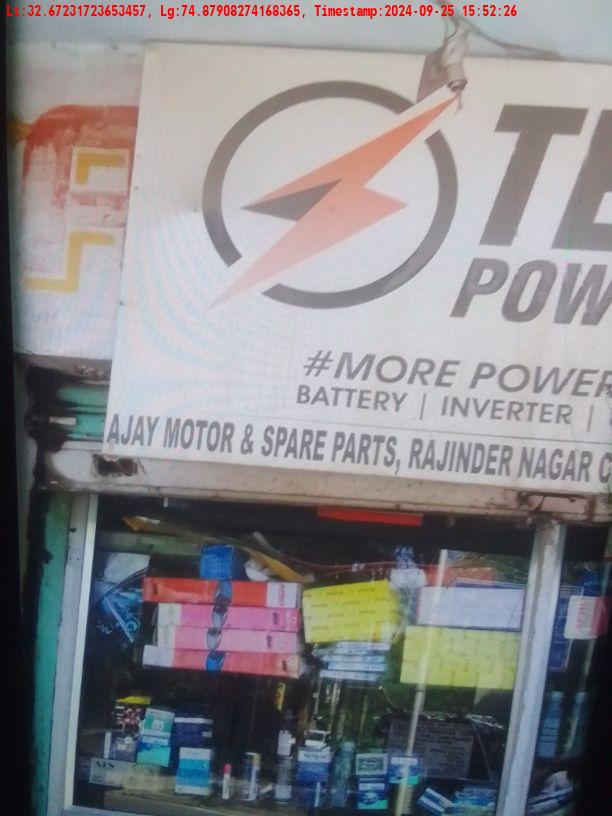 Lt:32.67231723653457, Lg:74.87908274168365, Timestamp:2024-09-25 15:52:26
TE
POW
#MORE POWER
BATTERY | INVERTER |
AJAY MOTOR & SPARE PARTS, RAJINDER NAGAR C